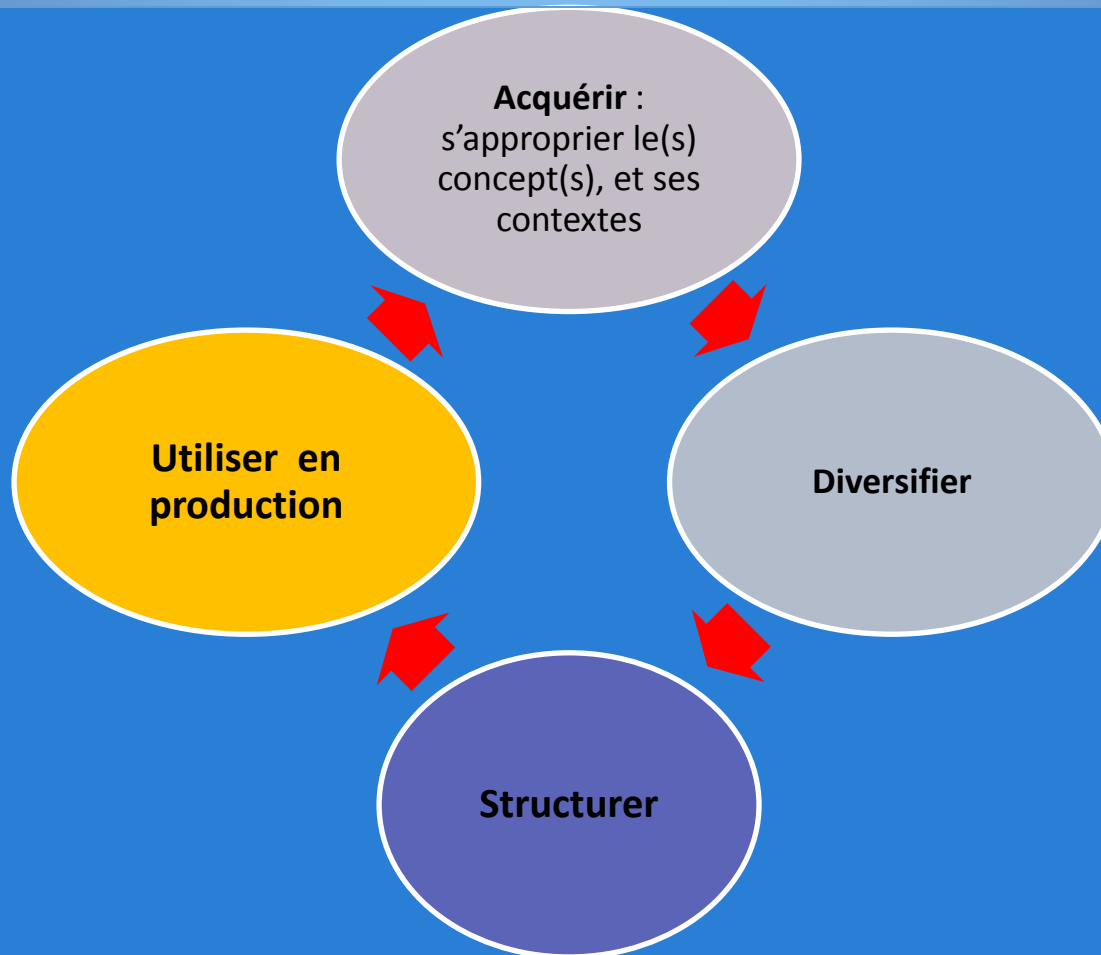 Acquérir :
s’approprier le(s)
concept(s), et ses
contextes
Diversifier
Structurer
Utiliser  en
production